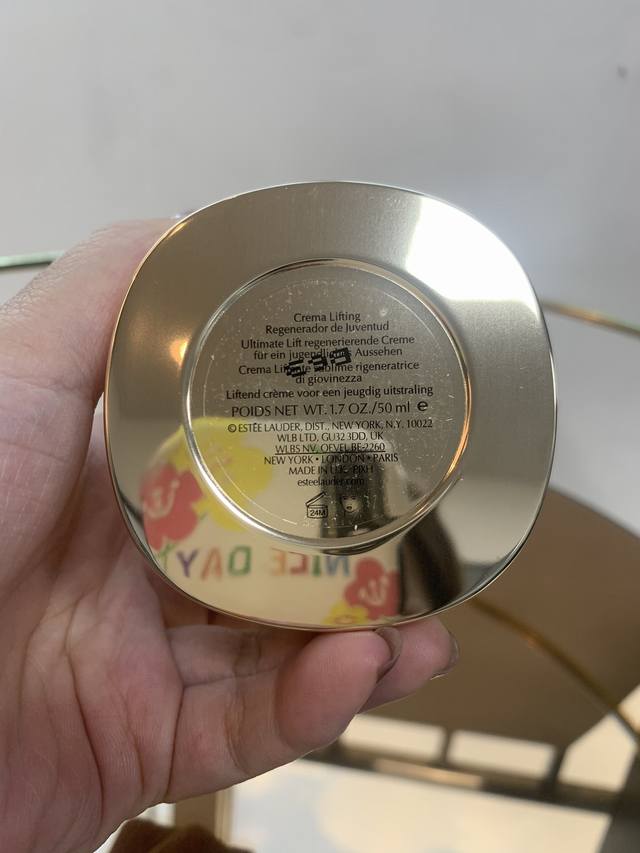 Crema Lifting
Regenerador de Juventud
Ultimate Lift regenerierende Creme
für ein jugendliches Aussehen
Crema Liftante sublime rigeneratrice
di giovinezza
Liftend crème voor een jeugdig uitstraling
POIDS NET WT. 1.7 OZ./50 ml e
© ESTÉE LAUDER, DIST., NEW YORK, N.Y. 10022
WLB LTD, GU32 3DD, UK
WLBS NV, OEVEL BE-2260
NEW YORK • LONDON • PARIS
MADE IN U.K. PIXH
esteelauder.com
24M
NICE DAY